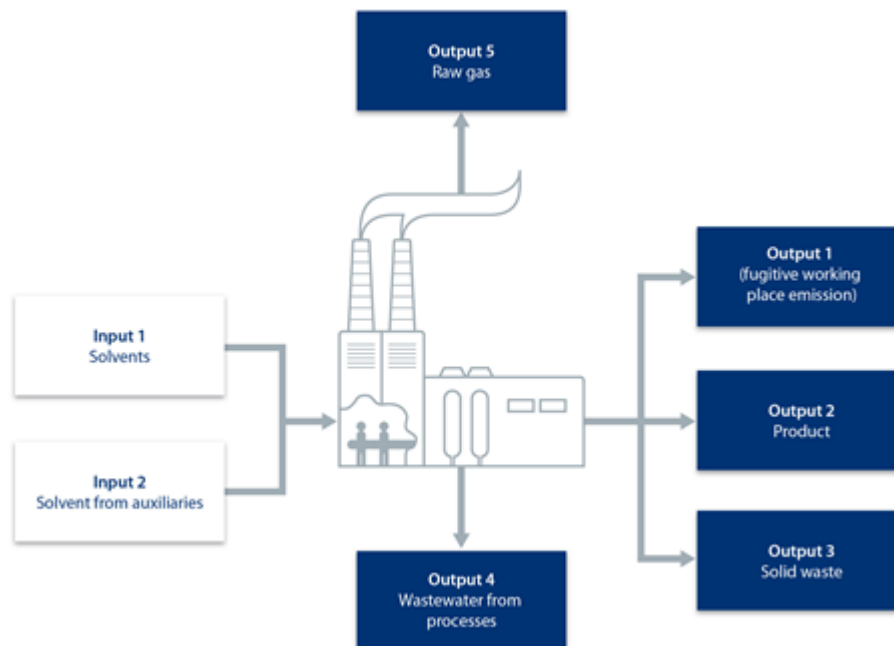 Output 5
Raw gas
Output 1
(fugitive working
place emission)
Input 1
Solvents
Output 2
Product
Input 2
Solvent from auxiliaries
Output 3
Solid waste
Output 4
Wastewater from
processes